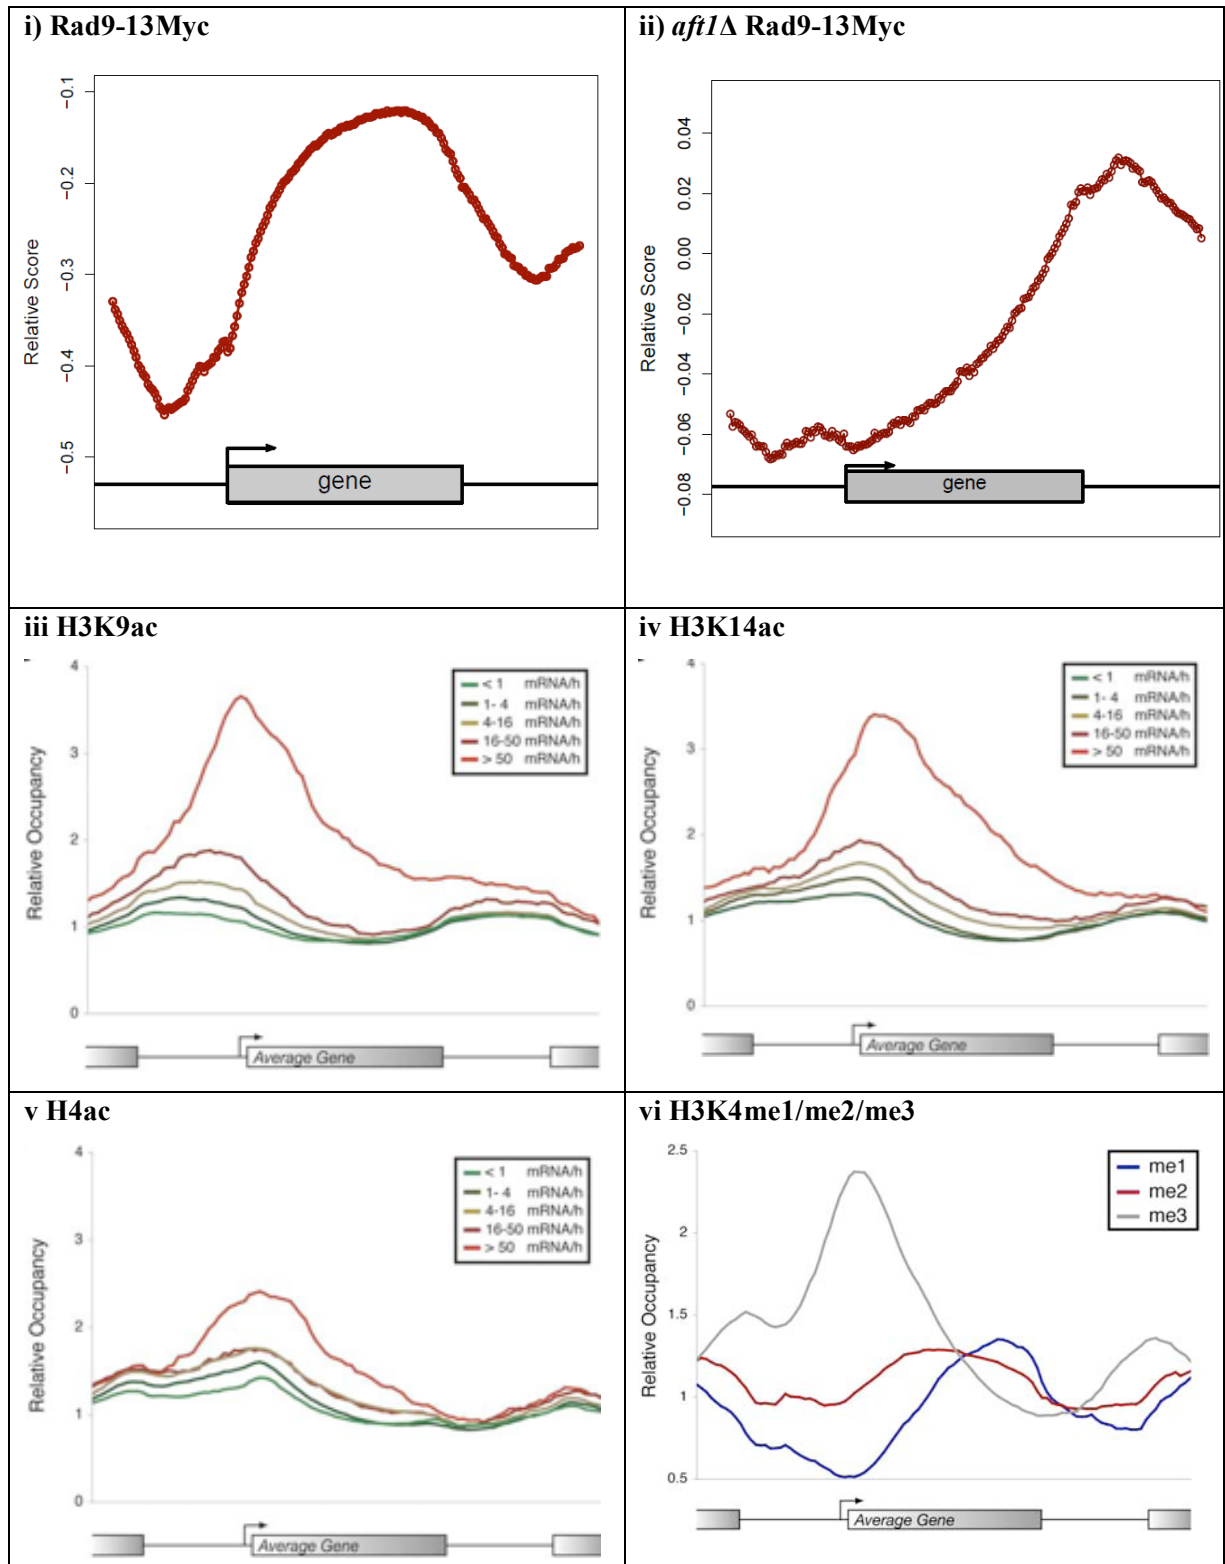 i) Rad9-13Myc
−0.1
−0.2
−0.3
−0.4
−0.5
Relative Score
gene
ii) aft1Δ Rad9-13Myc
0.04
0.02
0.00
−0.02
−0.04
−0.06
−0.08
Relative Score
gene
iii H3K9ac
4
3
2
1
0
Relative Occupancy
< 1 mRNA/h
1- 4 mRNA/h
4-16 mRNA/h
16-50 mRNA/h
> 50 mRNA/h
Average Gene
iv H3K14ac
4
3
2
1
0
Relative Occupancy
< 1 mRNA/h
1- 4 mRNA/h
4-16 mRNA/h
16-50 mRNA/h
> 50 mRNA/h
Average Gene
v H4ac
4
3
2
1
0
Relative Occupancy
< 1 mRNA/h
1- 4 mRNA/h
4-16 mRNA/h
16-50 mRNA/h
> 50 mRNA/h
Average Gene
vi H3K4me1/me2/me3
2.5
2
1.5
1
0.5
Relative Occupancy
me1
me2
me3
Average Gene